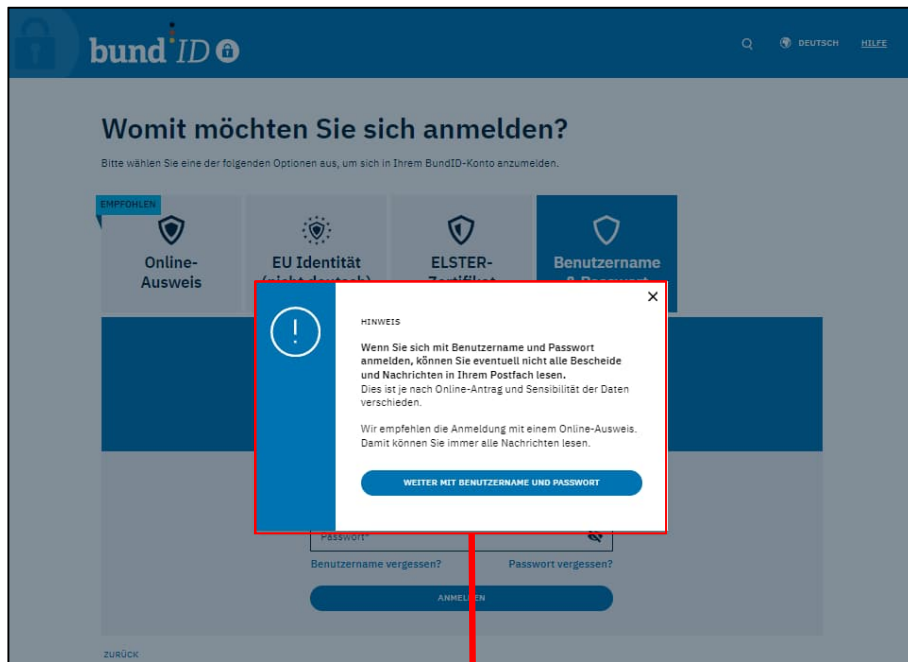 bund ID
DEUTSCH
HILFE
Womit möchten Sie sich anmelden?
Bitte wählen Sie eine der folgenden Optionen aus, um sich in Ihrem BundID-Konto anzumelden.
EMPFOHLEN
Online-
Ausweis
EU Identität
(nicht deutsch)
ELSTER-
Zertifikat
Benutzername
& Passwort
HINWEIS
Wenn Sie sich mit Benutzername und Passwort
anmelden, können Sie eventuell nicht alle Bescheide
und Nachrichten in Ihrem Postfach lesen.
Dies ist je nach Online-Antrag und Sensibilität der Daten
verschieden.
Wir empfehlen die Anmeldung mit einem Online-Ausweis.
Damit können Sie immer alle Nachrichten lesen.
WEITER MIT BENUTZERNAME UND PASSWORT
Passwort*
Benutzername vergessen?
Passwort vergessen?
ANMELDEN
ZURÜCK